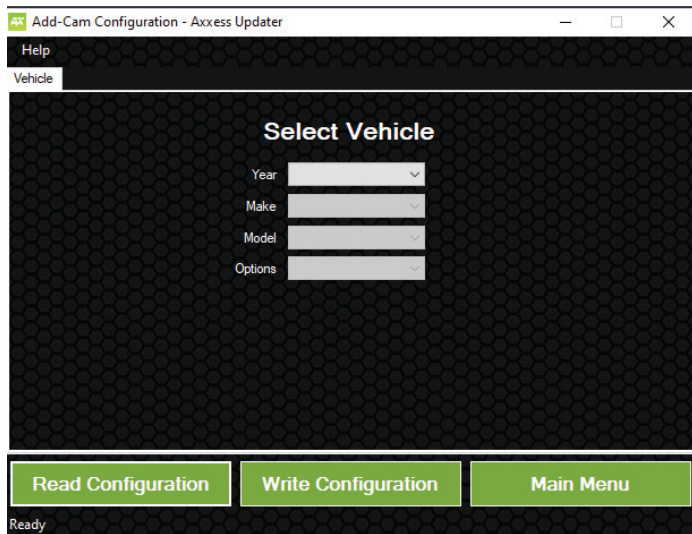 AX Add-Cam Configuration - Axxess Updater
Help
Vehicle
Select Vehicle
Year
Make
Model
Options
Read Configuration Write Configuration Main Menu
Ready